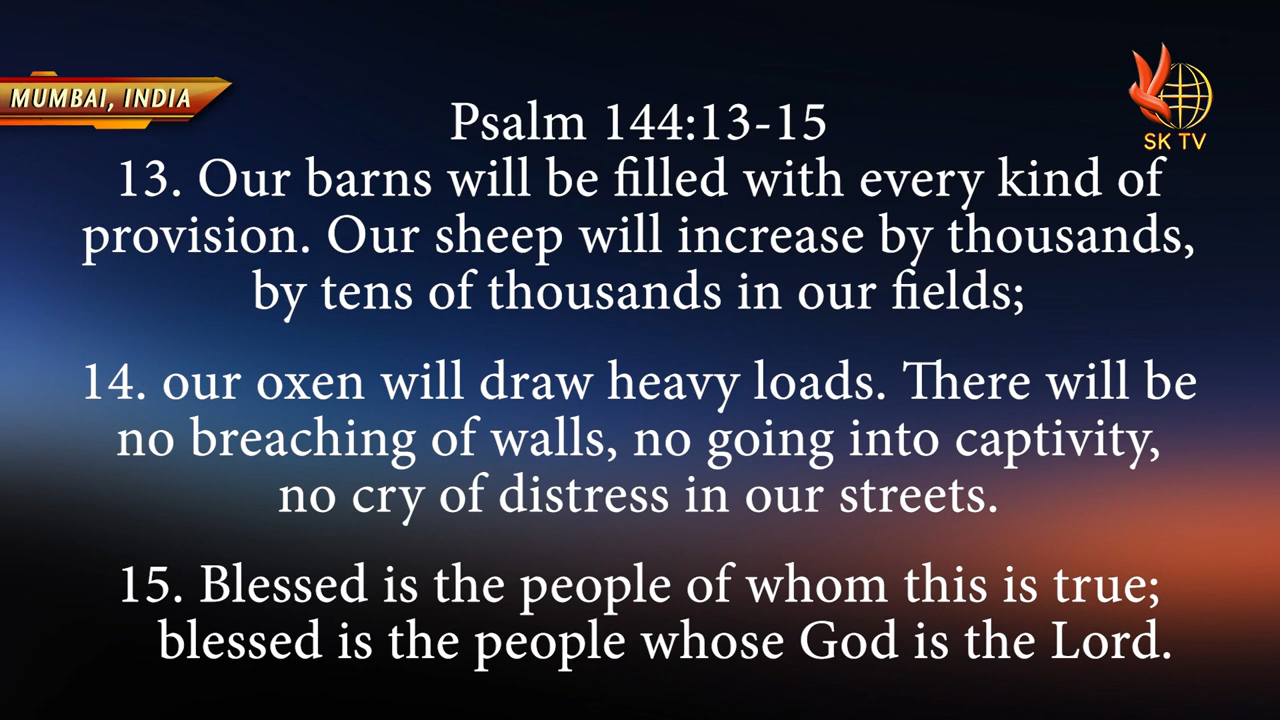 MUMBAI, INDIA
SK TV
Psalm 144:13-15
13. Our barns will be filled with every kind of
provision. Our sheep will increase by thousands,
by tens of thousands in our fields;
14. our oxen will draw heavy loads. There will be
no breaching of walls, no going into captivity,
no cry of distress in our streets.
15. Blessed is the people of whom this is true;
blessed is the people whose God is the Lord.